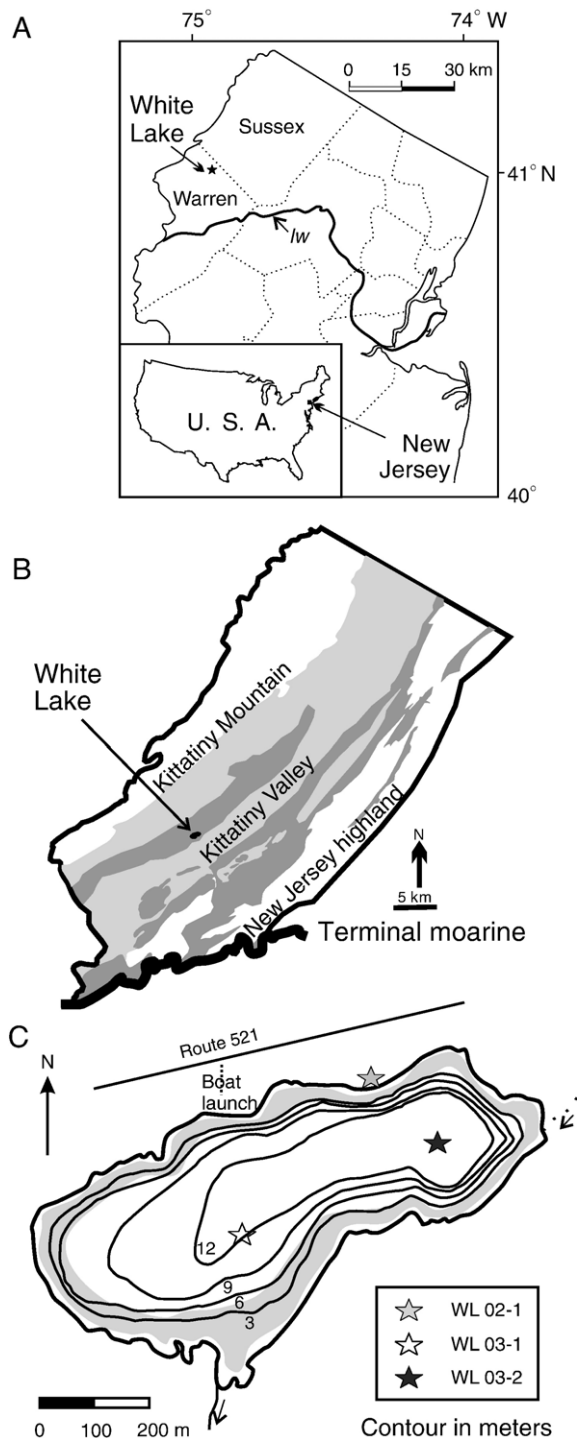 A
75°
74° W
0 15 30 km
White
Lake
Sussex
41° N
Warren
lw
U. S. A.
New
Jersey
40°
B
White
Lake
Kittatiny Mountain
Kittatiny Valley
New Jersey highland
N
5 km
Terminal moarine
C
N
Route 521
Boat
launch
12
9
6
3
WL 02-1
WL 03-1
WL 03-2
0 100 200 m
Contour in meters